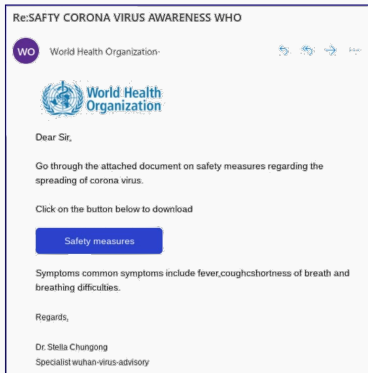 Re:SAFTY CORONA VIRUS AWARENESS WHO
WO
World Health Organization-
World Health
Organization
Dear Sir,
Go through the attached document on safety measures regarding the
spreading of corona virus.
Click on the button below to download
Safety measures
Symptoms common symptoms include fever,coughcshortness of breath and
breathing difficulties.
Regards,
Dr. Stella Chungong
Specialist wuhan-virus-advisory